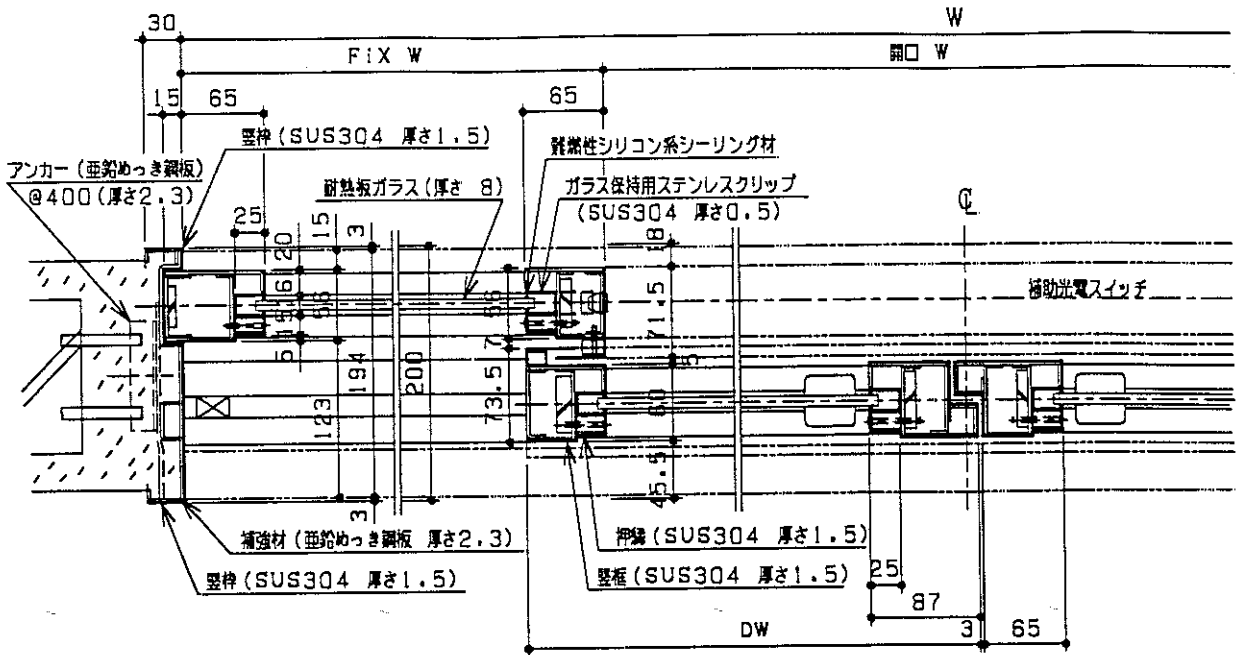 30
W
FiX W
開口 W
15
65
65
竪枠(SUS304 厚さ1.5)
難燃性シリコン系シーリング材
アンカー(亜鉛めっき鋼板)
@400(厚さ2.3)
耐熱板ガラス(厚さ 8)
ガラス保持用ステンレスクリップ
(SUS304 厚さ0.5)
℄
25
20
15
3
18
補助光電スイッチ
56
56
71.5
15
5
7
5
194
200
123
73.5
60
45.5
3
補強材(亜鉛めっき鋼板 厚さ2.3)
押縁(SUS304 厚さ1.5)
竪枠(SUS304 厚さ1.5)
竪框(SUS304 厚さ1.5)
25
87
DW
3
65